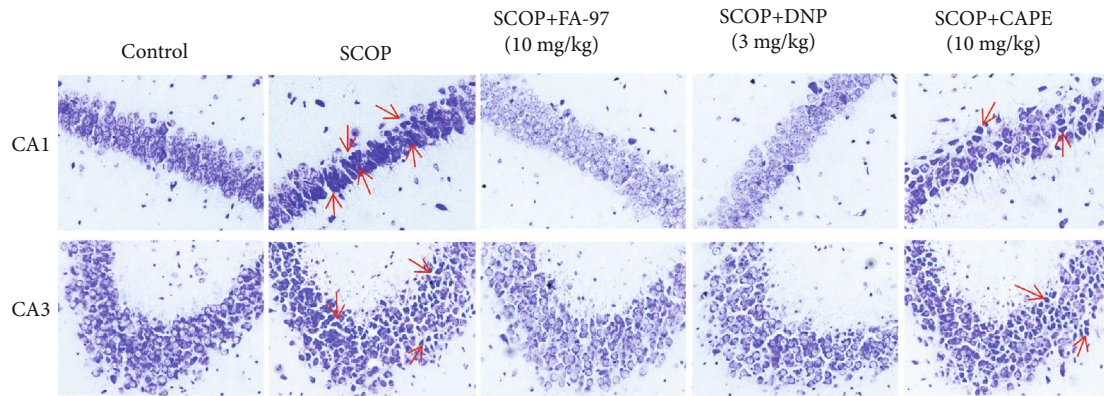 Control
SCOP
SCOP+FA-97
(10 mg/kg)
SCOP+DNP
(3 mg/kg)
SCOP+CAPE
(10 mg/kg)
CA1
CA3